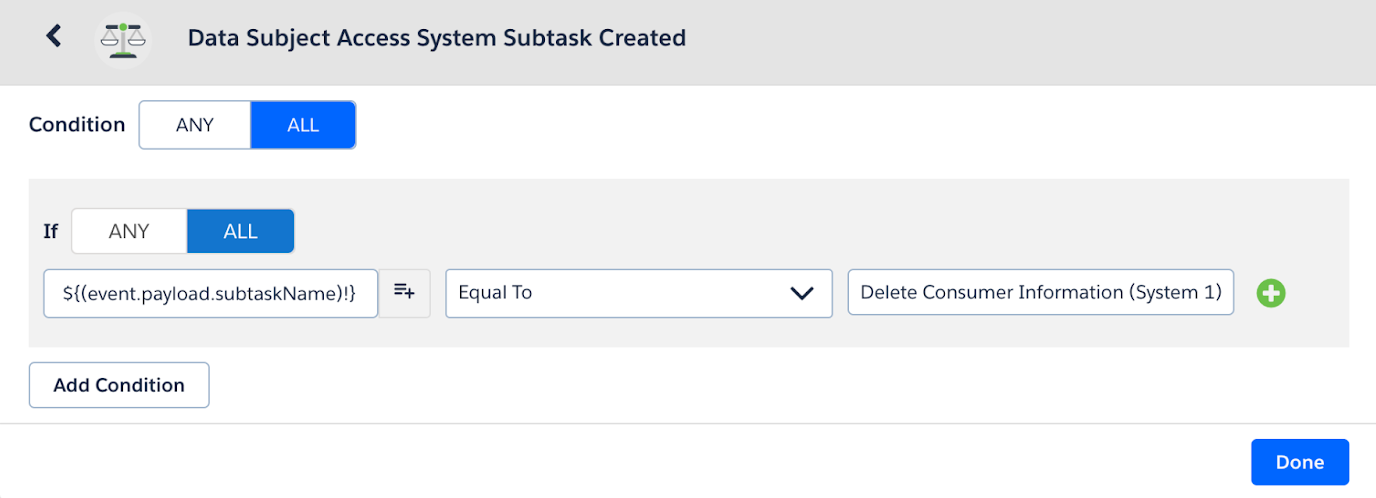 Data Subject Access System Subtask Created
Condition ANY ALL
If ANY ALL
${(event.payload.subtaskName)!} Equal To Delete Consumer Information (System 1)
Add Condition
Done